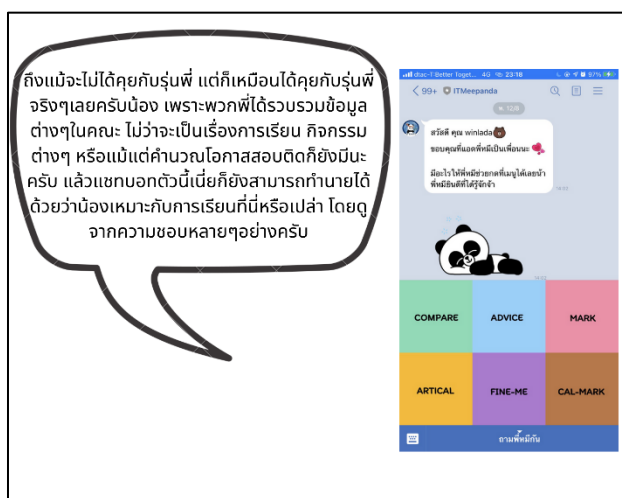 ถึงแม้จะไม่ได้คุยกับรุ่นพี่ แต่ก็เหมือนได้คุยกับรุ่นพี่
จริงๆเลยครับน้อง เพราะพวกพี่ได้รวบรวมข้อมูล
ต่างๆในคณะ ไม่ว่าจะเป็นเรื่องการเรียน กิจกรรม
ต่างๆ หรือแม้แต่คำนวณโอกาสสอบติดก็ยังมีนะ
ครับ แล้วแชทบอทตัวนี้เนี่ยก็ยังสามารถทำนายได้
ด้วยว่าน้องเหมาะกับการเรียนที่นี่หรือเปล่า โดยดู
จากความชอบหลายๆอย่างครับ
dtac-T Better Toget... 4G 23:18 97%
99+ ITMeepanda
12/8
สวัสดี คุณ winlada
ขอบคุณที่แอดพี่หมีเป็นเพื่อนนะ
มีอะไรให้พี่หมีช่วยกดที่เมนูได้เลยน้า
พี่หมียินดีที่ได้รู้จักจ้า
COMPARE ADVICE MARK
ARTICAL FINE-ME CAL-MARK
ถามพี่หมีกัน